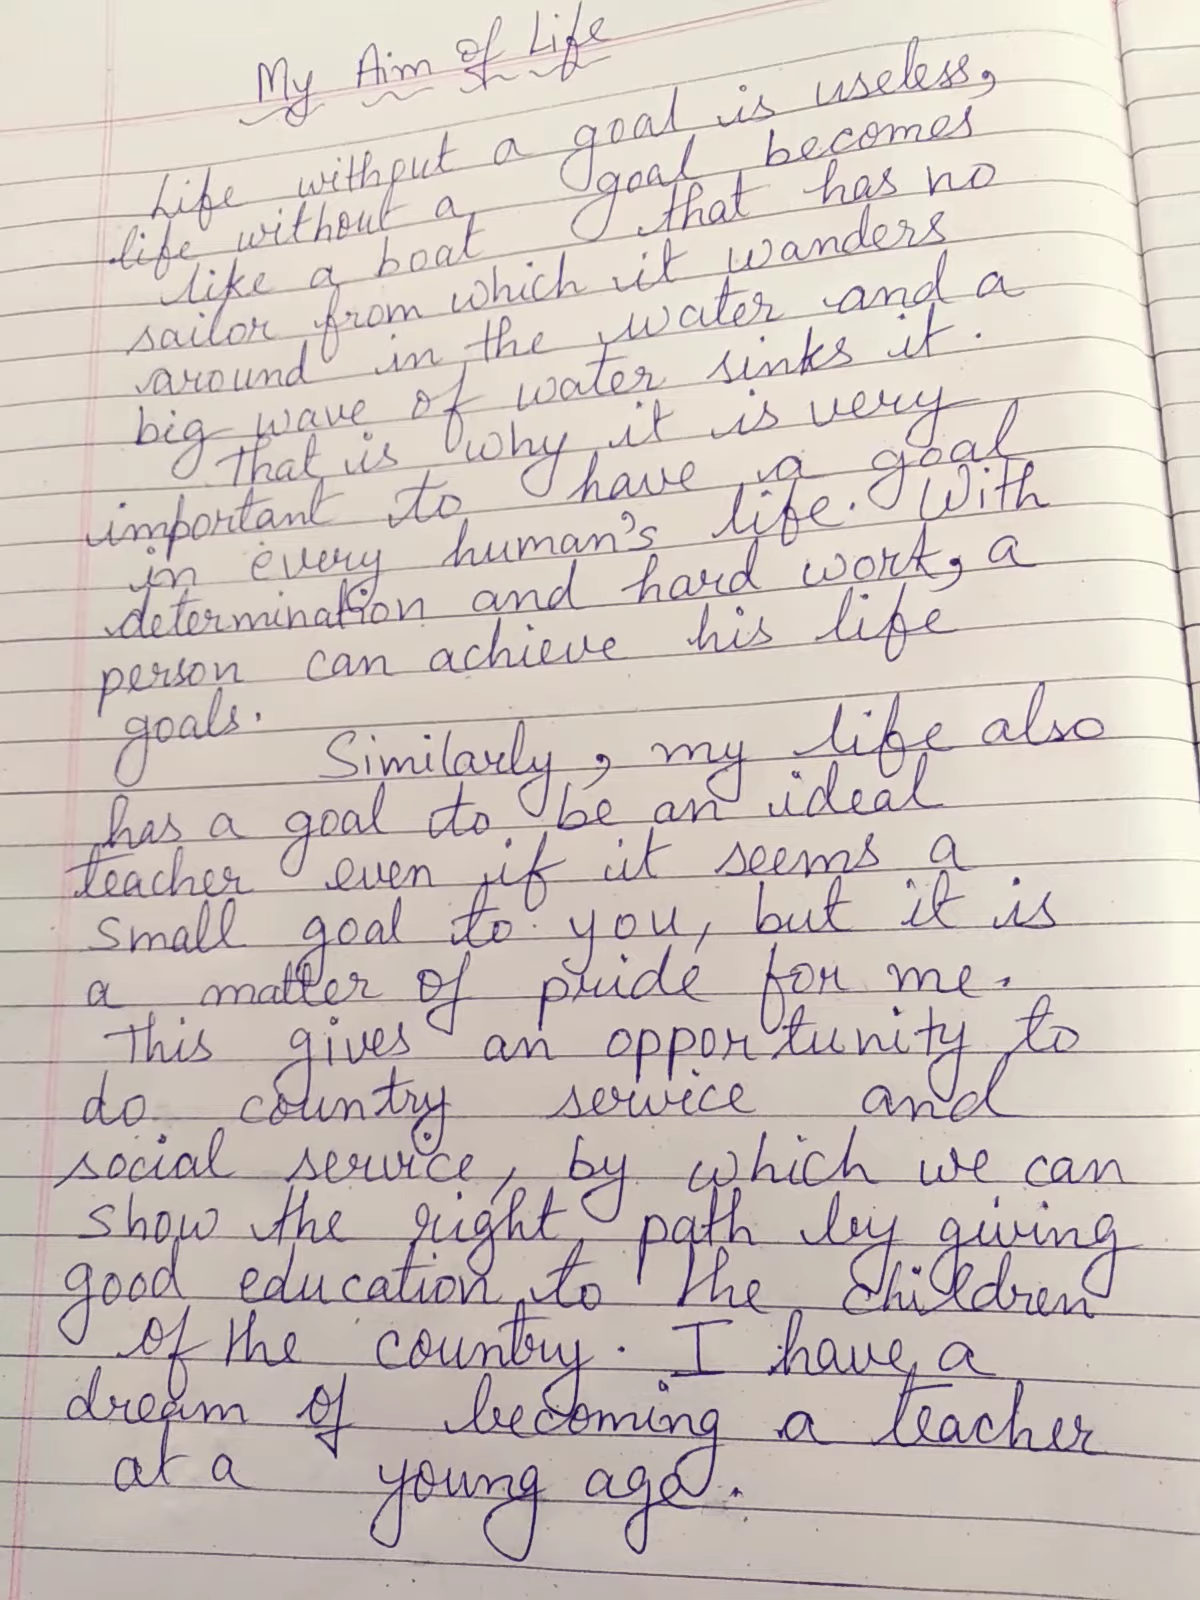 My Aim of Life
Life without a goal is useless,
life without a goal becomes
like a boat that has no
sailor from which it wanders
around in the water and a
big wave of water sinks it.
That is why it is very
important to have a goal
in every human's life. With
determination and hard work, a
person can achieve his life
goals.
Similarly, my life also
has a goal to be an ideal
teacher even if it seems a
small goal to you, but it is
a matter of pride for me.
This gives an opportunity to
do country service and
social service, by which we can
show the right path by giving
good education to the children
of the country. I have a
dream of becoming a teacher
at a young age.